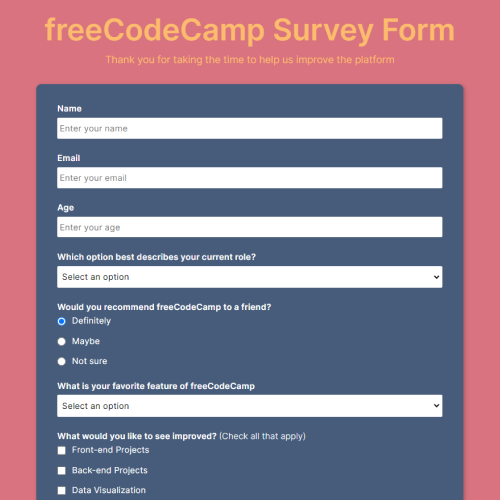 freeCodeCamp Survey Form
Thank you for taking the time to help us improve the platform
Name
Enter your name
Email
Enter your email
Age
Enter your age
Which option best describes your current role?
Select an option
Would you recommend freeCodeCamp to a friend?
Definitely
Maybe
Not sure
What is your favorite feature of freeCodeCamp
Select an option
What would you like to see improved? (Check all that apply)
Front-end Projects
Back-end Projects
Data Visualization